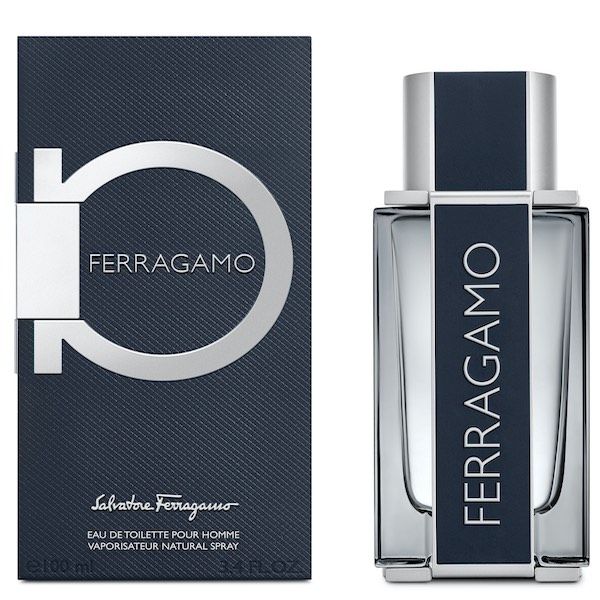 FERRAGAMO
Salvatore Ferragamo
EAU DE TOILETTE POUR HOMME
VAPORISATEUR NATURAL SPRAY
e100 ml 3.4 FL.OZ.
FERRAGAMO